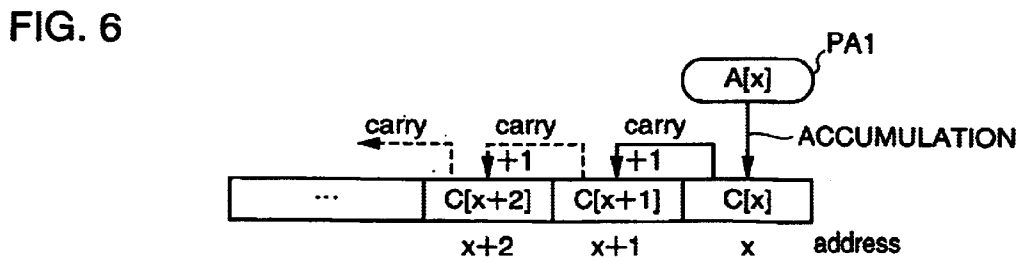 FIG. 6
PA1
A[x]
carry carry carry ACCUMULATION
+1 +1
... C[x+2] C[x+1] C[x]
x+2 x+1 x address